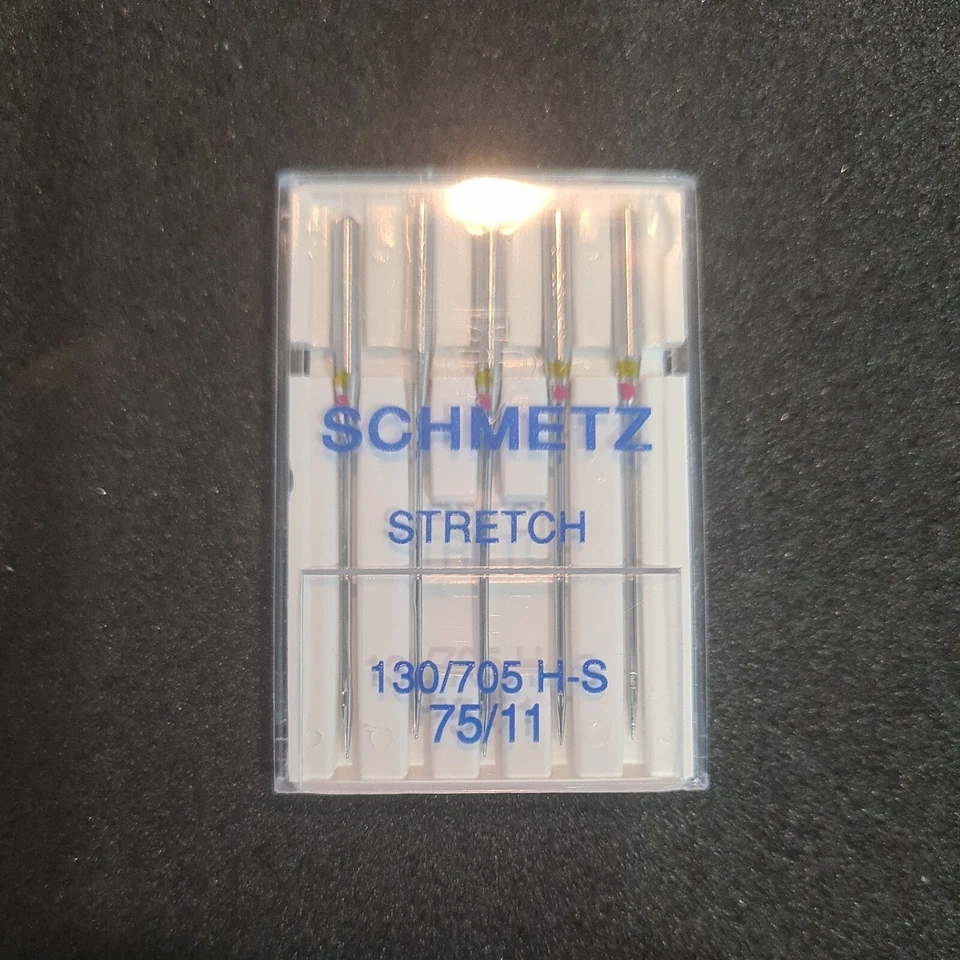 SCHMETZ
STRETCH
130/705 H-S
75/11